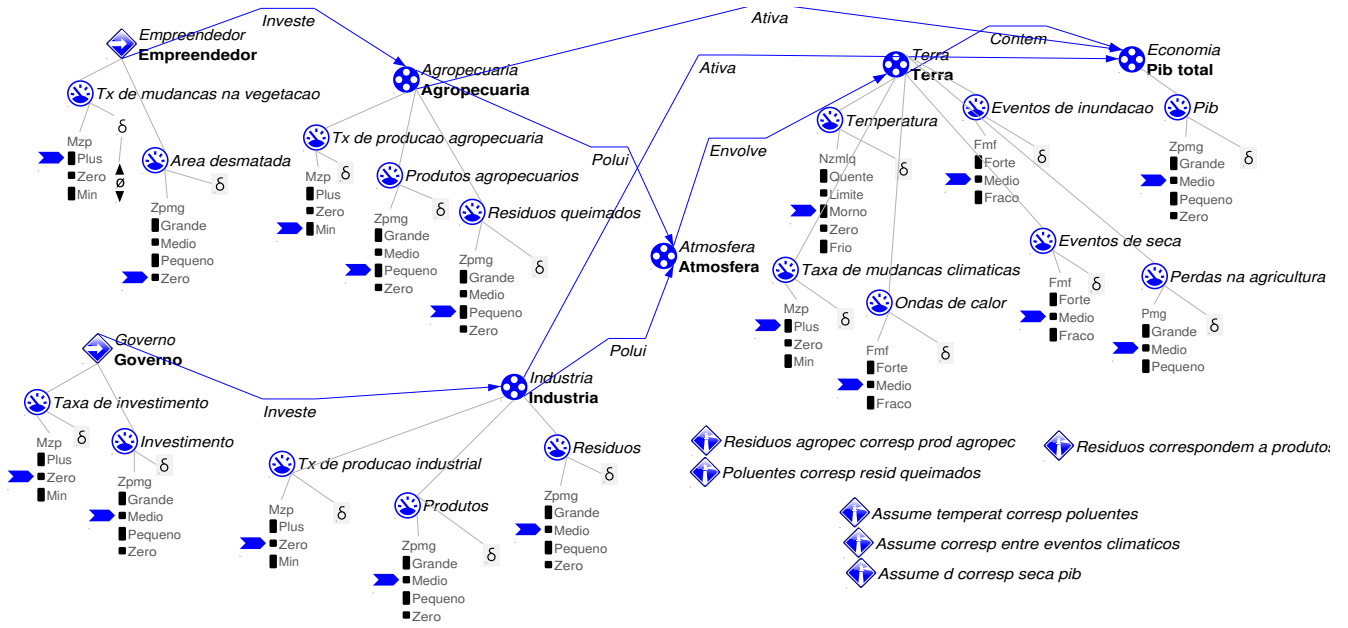 Investe
Ativa
Empreendedor
Empreendedor
Tx de mudancas na vegetacao
δ
Mzp
Plus
Zero
Min
ø
Area desmatada
δ
Zpmg
Grande
Medio
Pequeno
Zero
Agropecuaria
Agropecuaria
Tx de producao agropecuaria
δ
Mzp
Plus
Zero
Min
Produtos agropecuarios
δ
Zpmg
Grande
Medio
Pequeno
Zero
Residuos queimados
δ
Zpmg
Grande
Medio
Pequeno
Zero
Polui
Ativa
Envolve
Atmosfera
Atmosfera
Terra
Terra
Contem
Economia
Pib total
Pib
δ
Zpmg
Grande
Medio
Pequeno
Zero
Temperatura
δ
Nzmlq
Quente
Limite
Morno
Zero
Frio
Eventos de inundacao
δ
Fmf
Forte
Medio
Fraco
Taxa de mudancas climaticas
δ
Mzp
Plus
Zero
Min
Ondas de calor
δ
Fmf
Forte
Medio
Fraco
Eventos de seca
δ
Fmf
Forte
Medio
Fraco
Perdas na agricultura
δ
Pmg
Grande
Medio
Pequeno
Governo
Governo
Taxa de investimento
δ
Mzp
Plus
Zero
Min
Investimento
δ
Zpmg
Grande
Medio
Pequeno
Zero
Investe
Polui
Industria
Industria
Tx de producao industrial
δ
Mzp
Plus
Zero
Min
Produtos
δ
Zpmg
Grande
Medio
Pequeno
Zero
Residuos
δ
Zpmg
Grande
Medio
Pequeno
Zero
Residuos agropec corresp prod agropec
Residuos correspondem a produtos
Poluentes corresp resid queimados
Assume temperat corresp poluentes
Assume corresp entre eventos climaticos
Assume d corresp seca pib